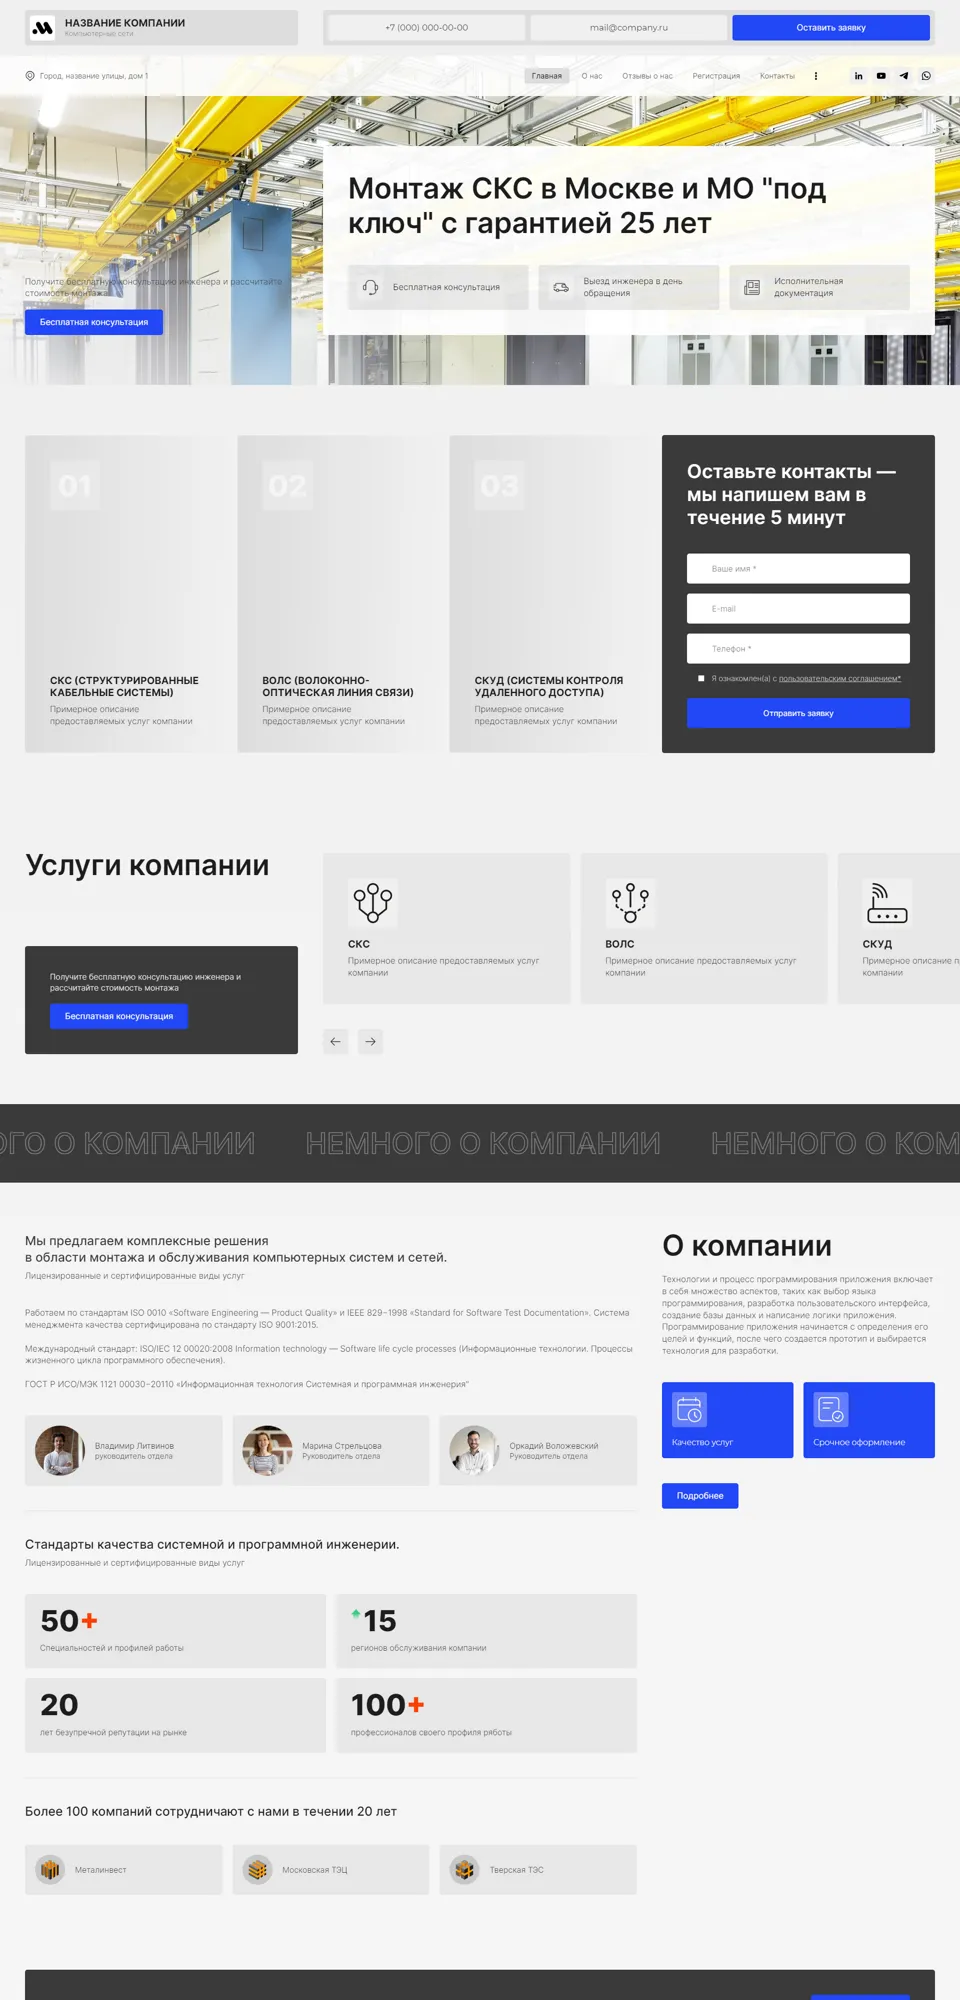 НАЗВАНИЕ КОМПАНИИ
Компьютерные сети
+7 (000) 000-00-00
mail@company.ru
Оставить заявку
Город, название улицы, дом 1
Главная
О нас
Отзывы о нас
Регистрация
Контакты
Монтаж СКС в Москве и МО "под
ключ" с гарантией 25 лет
Получите бесплатную консультацию инженера и рассчитайте
стоимость монтажа
Бесплатная консультация
Бесплатная консультация
Выезд инженера в день
обращения
Исполнительная
документация
01
СКС (СТРУКТУРИРОВАННЫЕ
КАБЕЛЬНЫЕ СИСТЕМЫ)
Примерное описание
предоставляемых услуг компании
02
ВОЛС (ВОЛОКОННО-
ОПТИЧЕСКАЯ ЛИНИЯ СВЯЗИ)
Примерное описание
предоставляемых услуг компании
03
СКУД (СИСТЕМЫ КОНТРОЛЯ
УДАЛЕННОГО ДОСТУПА)
Примерное описание
предоставляемых услуг компании
Оставьте контакты —
мы напишем вам в
течение 5 минут
Ваше имя *
E-mail
Телефон *
Я ознакомлен(а) с пользовательским соглашением*
Отправить заявку
Услуги компании
Получите бесплатную консультацию инженера и
рассчитайте стоимость монтажа
Бесплатная консультация
СКС
Примерное описание предоставляемых услуг
компании
ВОЛС
Примерное описание предоставляемых услуг
компании
СКУД
Примерное описание п
компании
ОГО О КОМПАНИИ
НЕМНОГО О КОМПАНИИ
НЕМНОГО О КОМ
Мы предлагаем комплексные решения
в области монтажа и обслуживания компьютерных систем и сетей.
Лицензированные и сертифицированные виды услуг
Работаем по стандартам ISO 0010 «Software Engineering — Product Quality» и IEEE 829–1998 «Standard for Software Test Documentation». Система
менеджмента качества сертифицирована по стандарту ISO 9001:2015.
Международный стандарт: ISO/IEC 12 00020:2008 Information technology — Software life cycle processes (Информационные технологии. Процессы
жизненного цикла программного обеспечения).
ГОСТ Р ИСО/МЭК 1121 00030–20110 «Информационная технология Системная и программная инженерия"
Владимир Литвинов
руководитель отдела
Марина Стрельцова
Руководитель отдела
Оркадий Воложевский
Руководитель отдела
О компании
Технологии и процесс программирования приложения включает
в себя множество аспектов, таких как выбор языка
программирования, разработка пользовательского интерфейса,
создание базы данных и написание логики приложения.
Программирование приложения начинается с определения его
целей и функций, после чего создается прототип и выбирается
технология для разработки.
Качество услуг
Срочное оформление
Подробнее
Стандарты качества системной и программной инженерии.
Лицензированные и сертифицированные виды услуг
50+
Специальностей и профилей работы
15
регионов обслуживания компании
20
лет безупречной репутации на рынке
100+
профессионалов своего профиля рябо­ты
Более 100 компаний сотрудничают с нами в течении 20 лет
Металинвест
Московская ТЭЦ
Тверская ТЭС